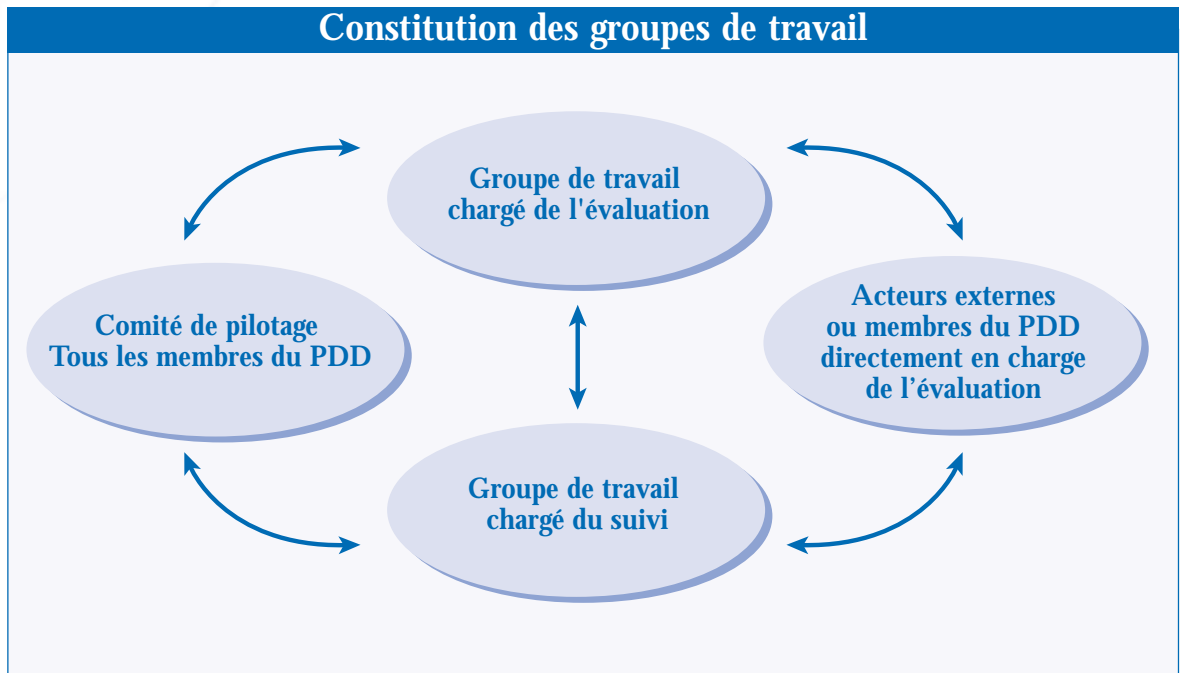 Constitution des groupes de travail
Groupe de travail
chargé de l'évaluation
Comité de pilotage
Tous les membres du PDD
Acteurs externes
ou membres du PDD
directement en charge
de l’évaluation
Groupe de travail
chargé du suivi